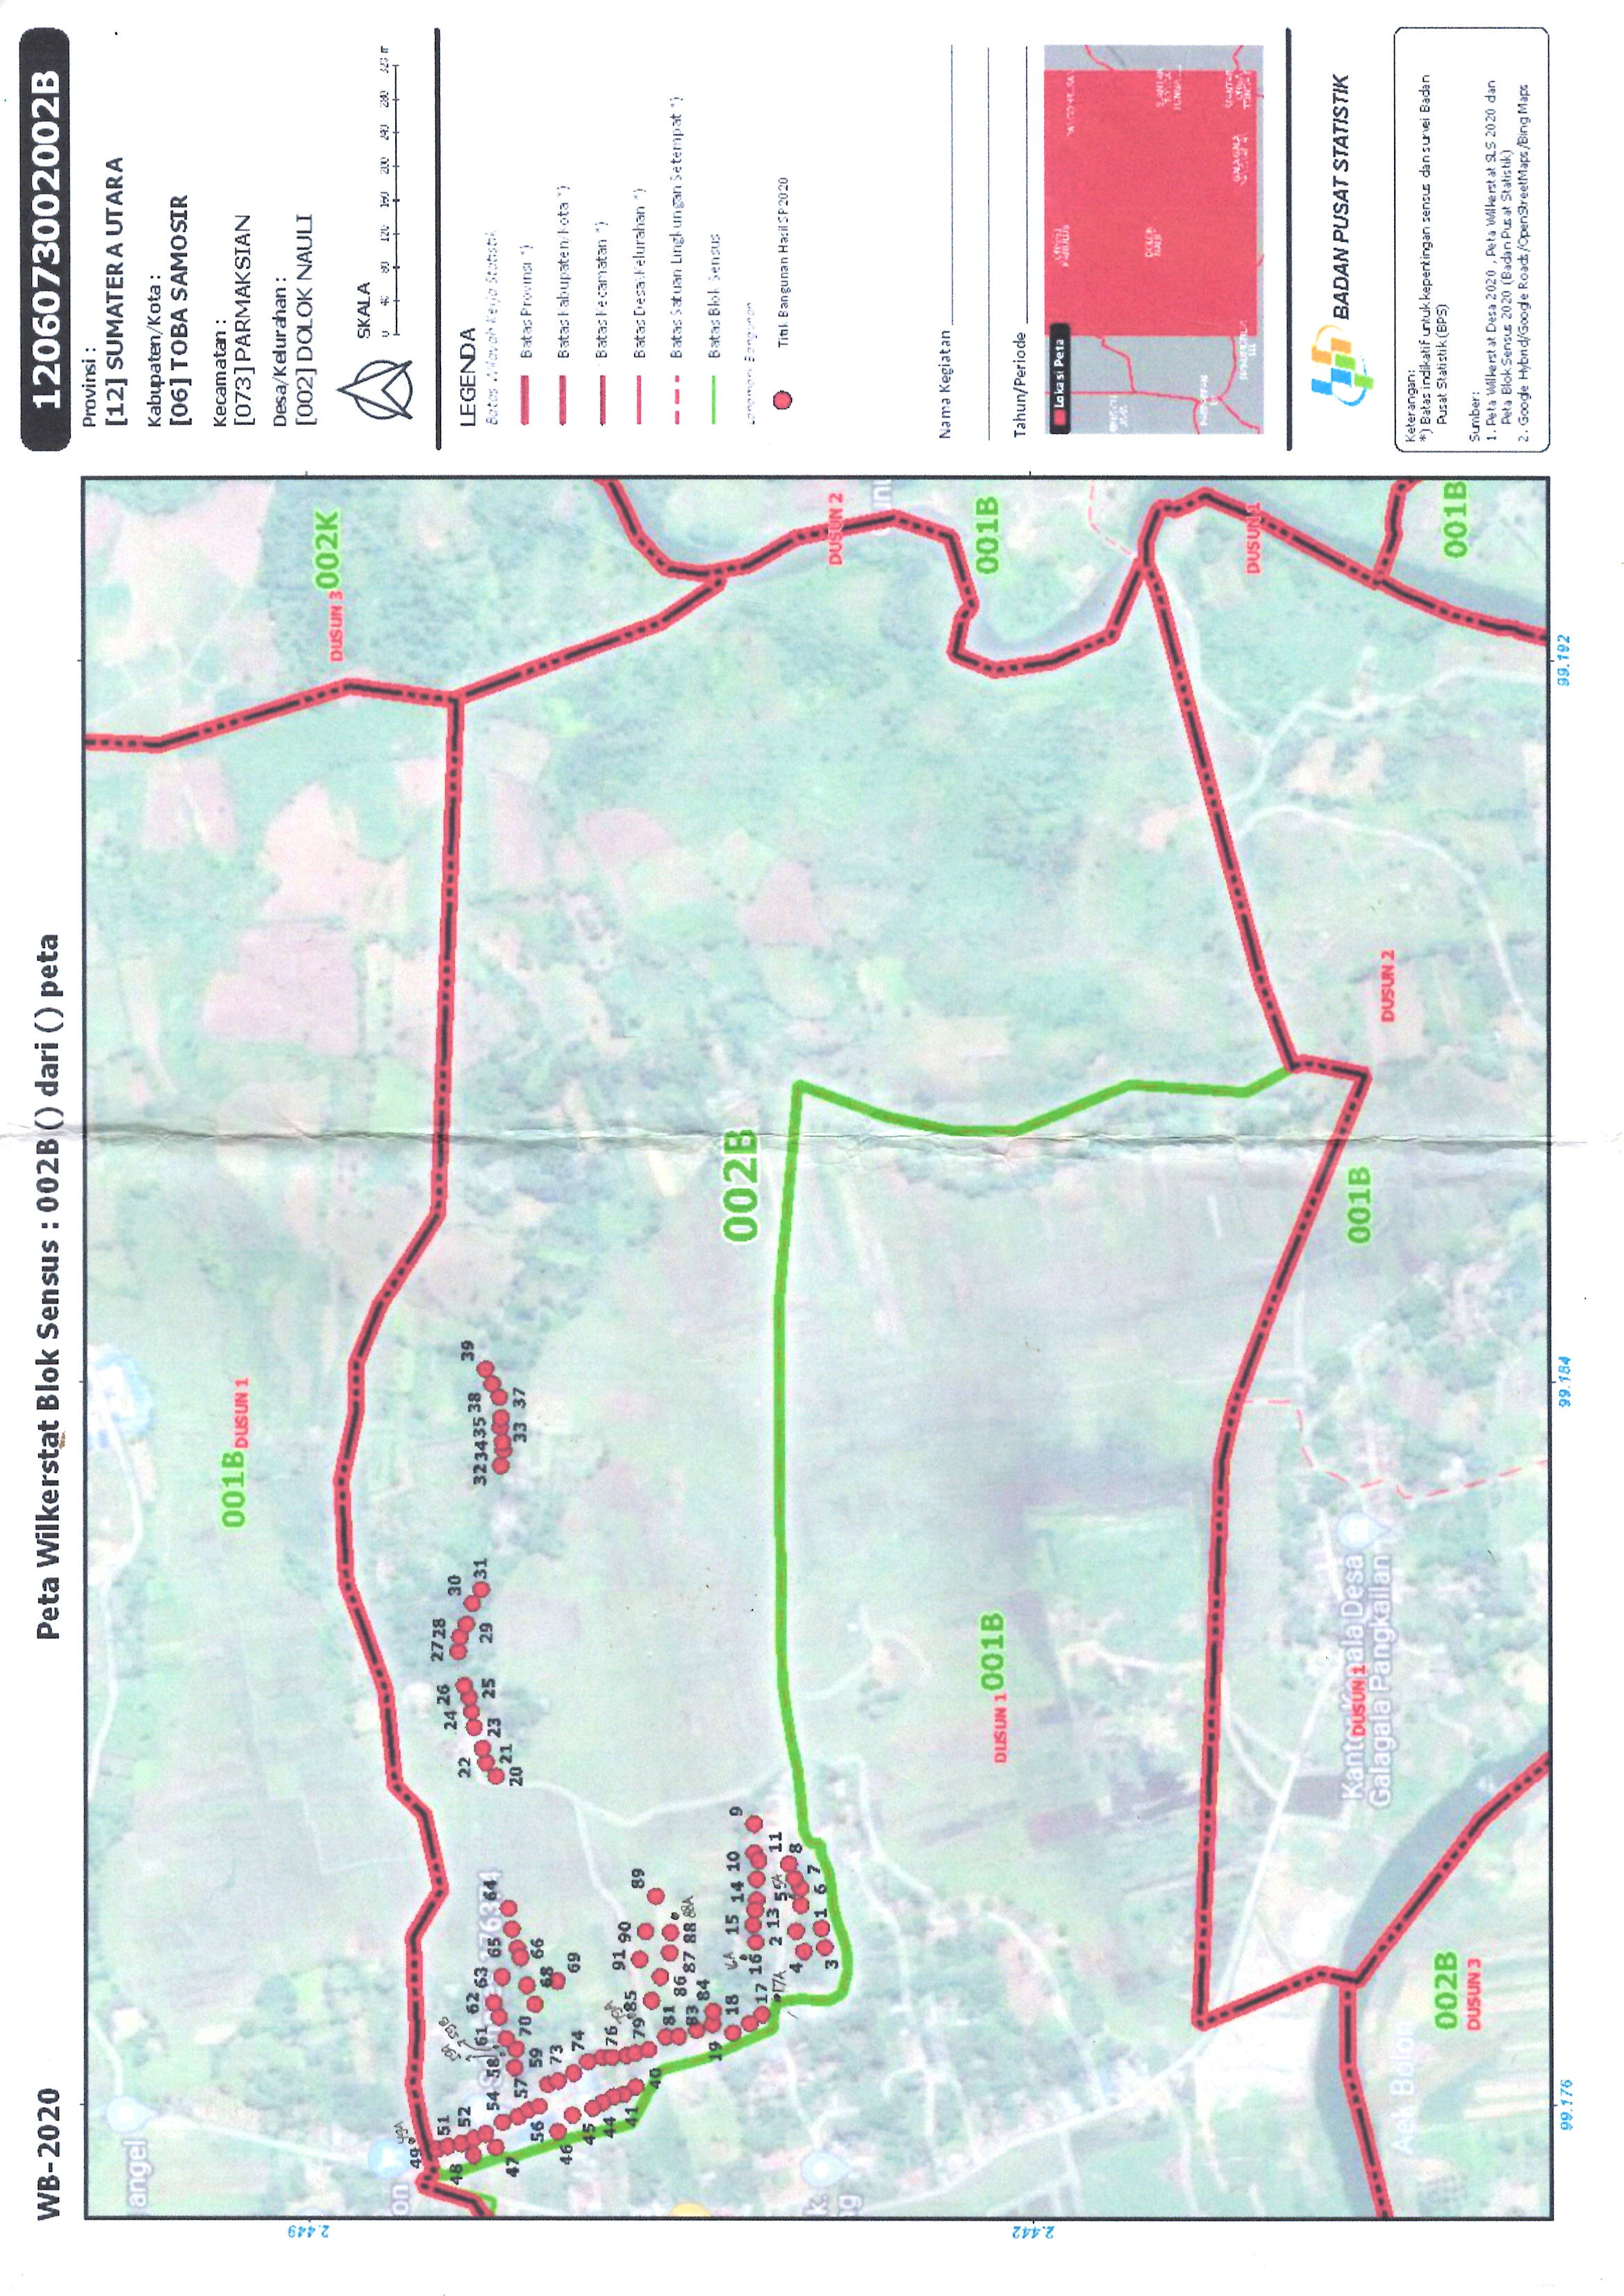 WB-2020
Peta Wilkerstat Blok Sensus : 002B () dari () peta
1206073002002B
Provinsi :
[12] SUMATERA UTARA
Kabupaten/Kota :
[06] TOBA SAMOSIR
Kecamatan :
[073] PARMAKSIAN
Desa/Kelurahan :
[002] DOLOK NAULI
SKALA
0 40 80 120 160 200 240 280 320 m
LEGENDA
Batas Wilayah Kerja Statistik
Batas Provinsi *)
Batas Kabupaten/Kota *)
Batas Kecamatan *)
Batas Desa/Kelurahan *)
Batas Satuan Lingkungan Setempat *)
Batas Blok Sensus
Landmark Bangunan
Titik Bangunan Hasil SP2020
Nama Kegiatan
Tahun/Periode
Lokasi Peta
DOLOK
NAULI
BADAN PUSAT STATISTIK
Keterangan:
*) Batas indikatif untuk kepentingan sensus dan survei Badan
Pusat Statistik (BPS)
Sumber:
1. Peta Wilkerstat Desa 2020 , Peta Wilkerstat SLS 2020 dan
Peta Blok Sensus 2020 (Badan Pusat Statistik)
2. Google Hybrid/Google Roads/OpenStreetMaps/Bing Maps
angel
001B DUSUN 1
2.449
DUSUN 3 002K
on
49 49A
51
48
52
59A 59B
62
61 63
54 58 65 64
47
57 70
56 59 68 66
73
46 69
45 74
44 76 79A
41 79 85 91 90 89
40
81 86 87 88 88A
83
84
19
18 16A 15 14 10 9
17 16
17A 2 13 5 5A 11
4 8
3 1 6 7
24 26 27 28
22 30
23 25 29 31
21
20
32 34 35 38 39
33 37
002B
DUSUN 2
DUSUN 1 001B
001B
2.442
DUSUN 1
Kantor Kepala Desa
DUSUN 1
Galagala Pangkailan
001B
DUSUN 2
Aek Bolon
002B
DUSUN 3
001B
99.176
99.184
99.192